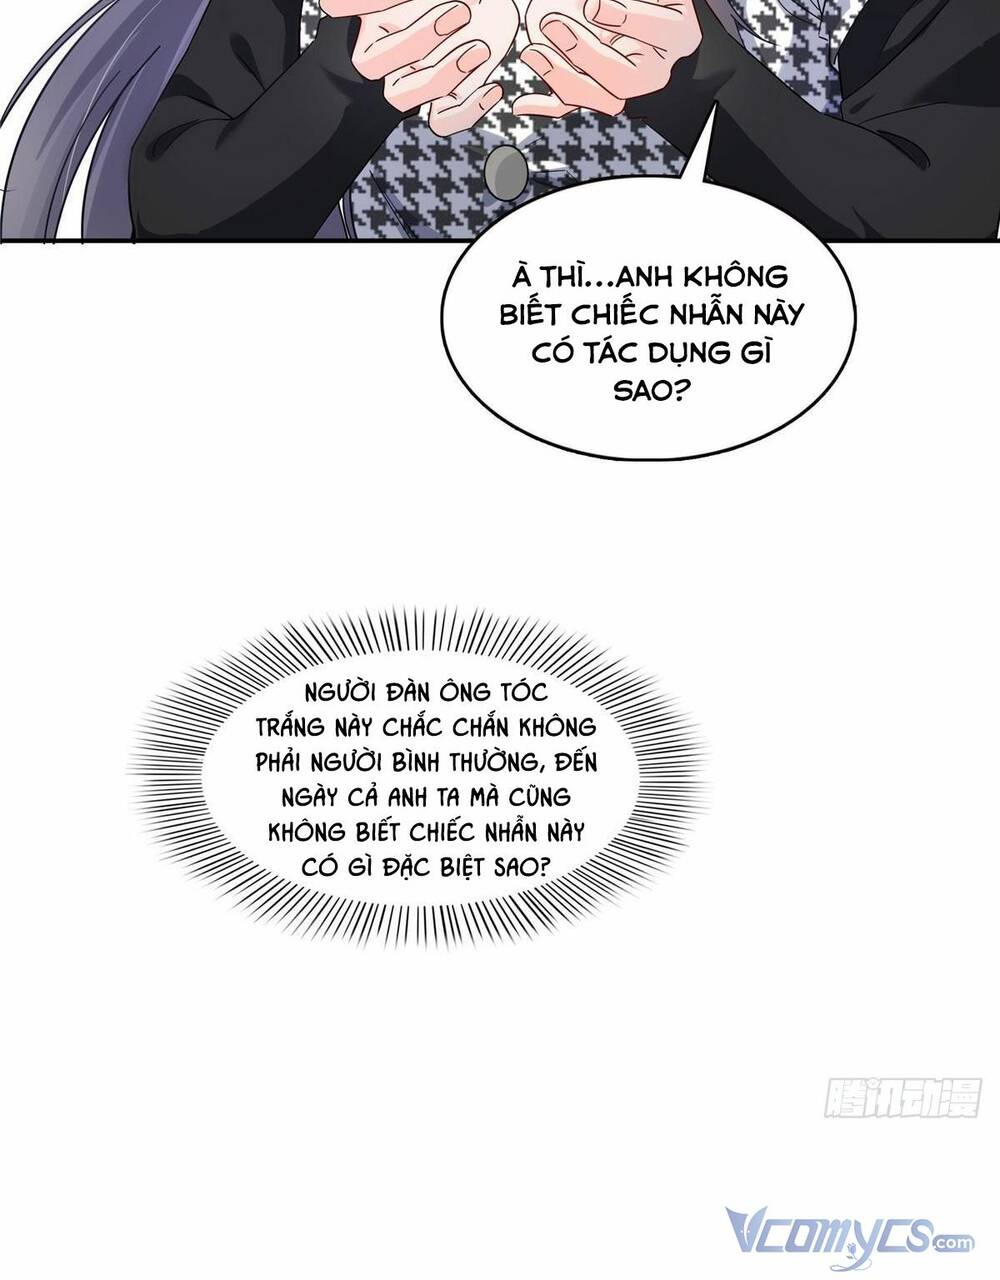 À THÌ...ANH KHÔNG
BIẾT CHIẾC NHẪN NÀY
CÓ TÁC DỤNG GÌ
SAO?
NGƯỜI ĐÀN ÔNG TÓC
TRẮNG NÀY CHẮC CHẮN KHÔNG
PHẢI NGƯỜI BÌNH THƯỜNG, ĐẾN
NGÀY CẢ ANH TA MÀ CŨNG
KHÔNG BIẾT CHIẾC NHẪN NÀY
CÓ GÌ ĐẶC BIỆT SAO?
腾讯动漫
VCOMYCS.com